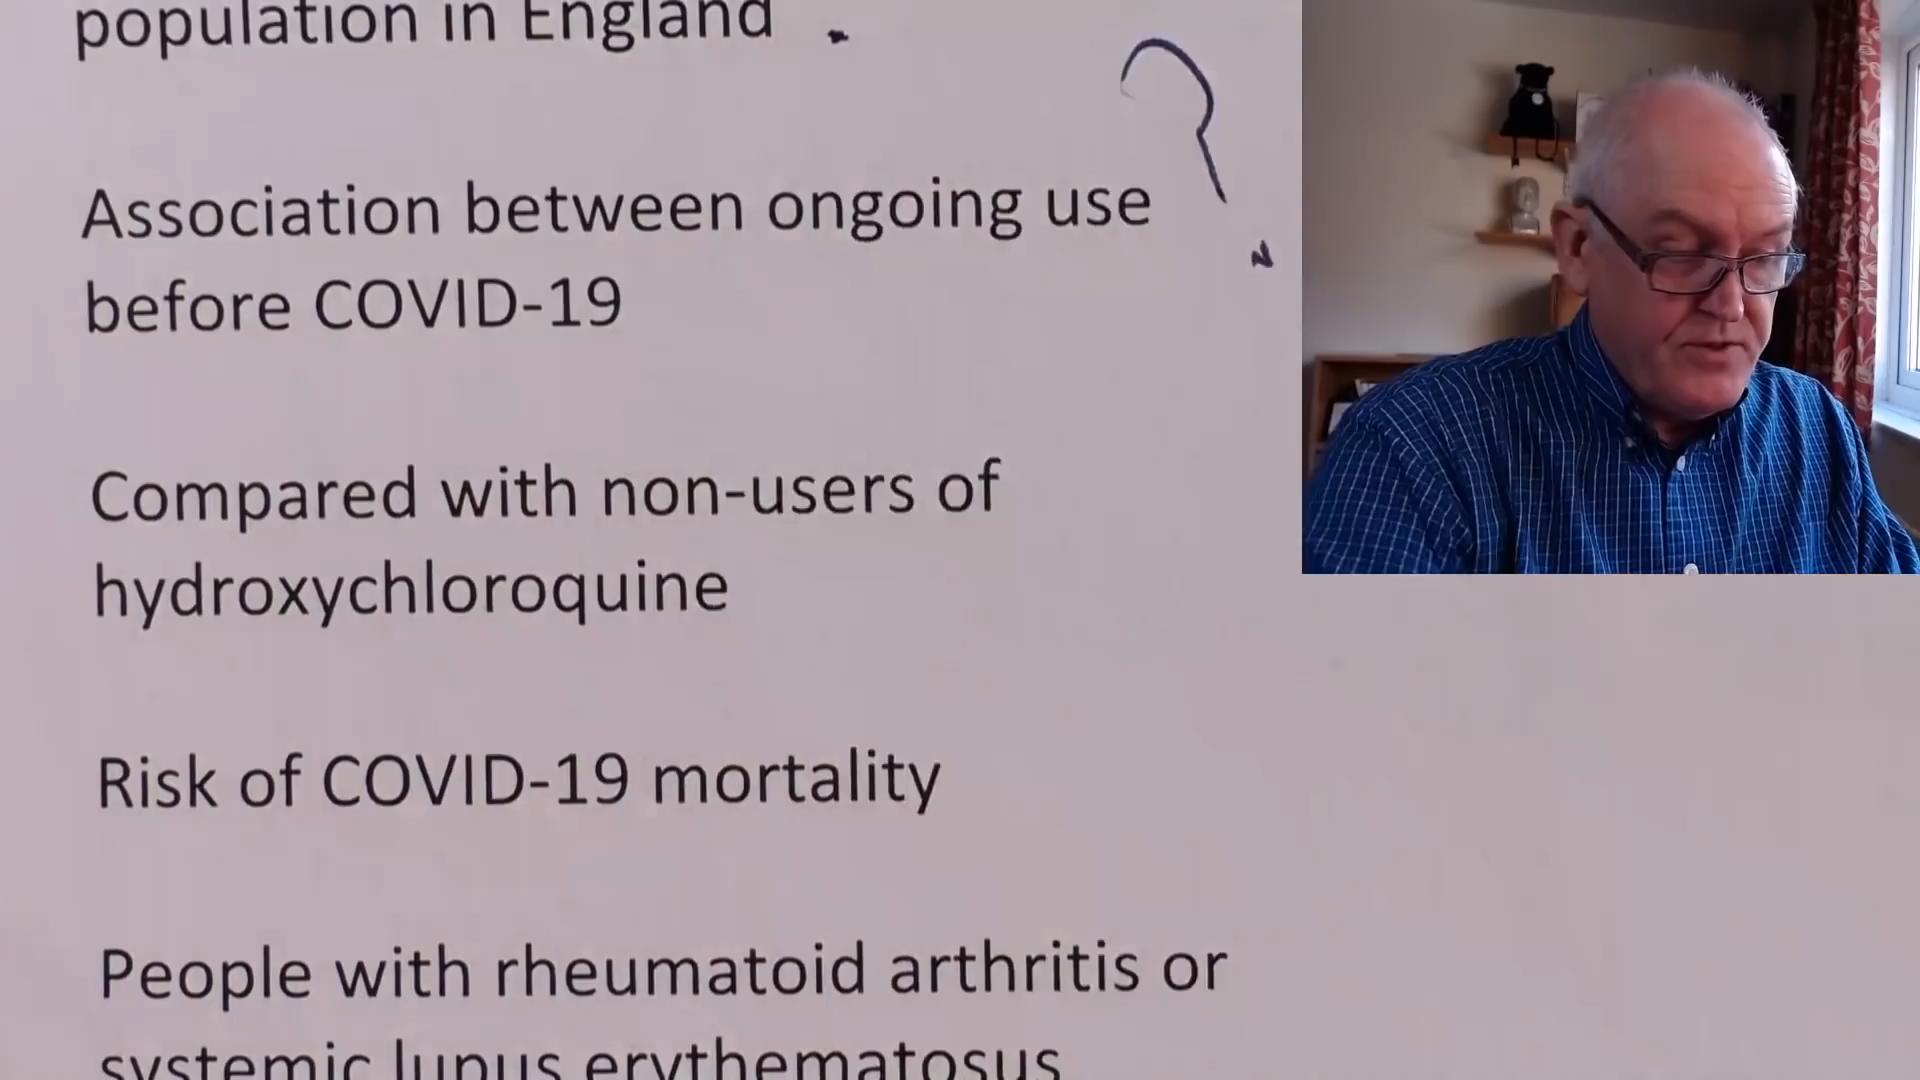 population in England
Association between ongoing use
before COVID-19
Compared with non-users of
hydroxychloroquine
Risk of COVID-19 mortality
People with rheumatoid arthritis or
systemic lupus erythematosus
?